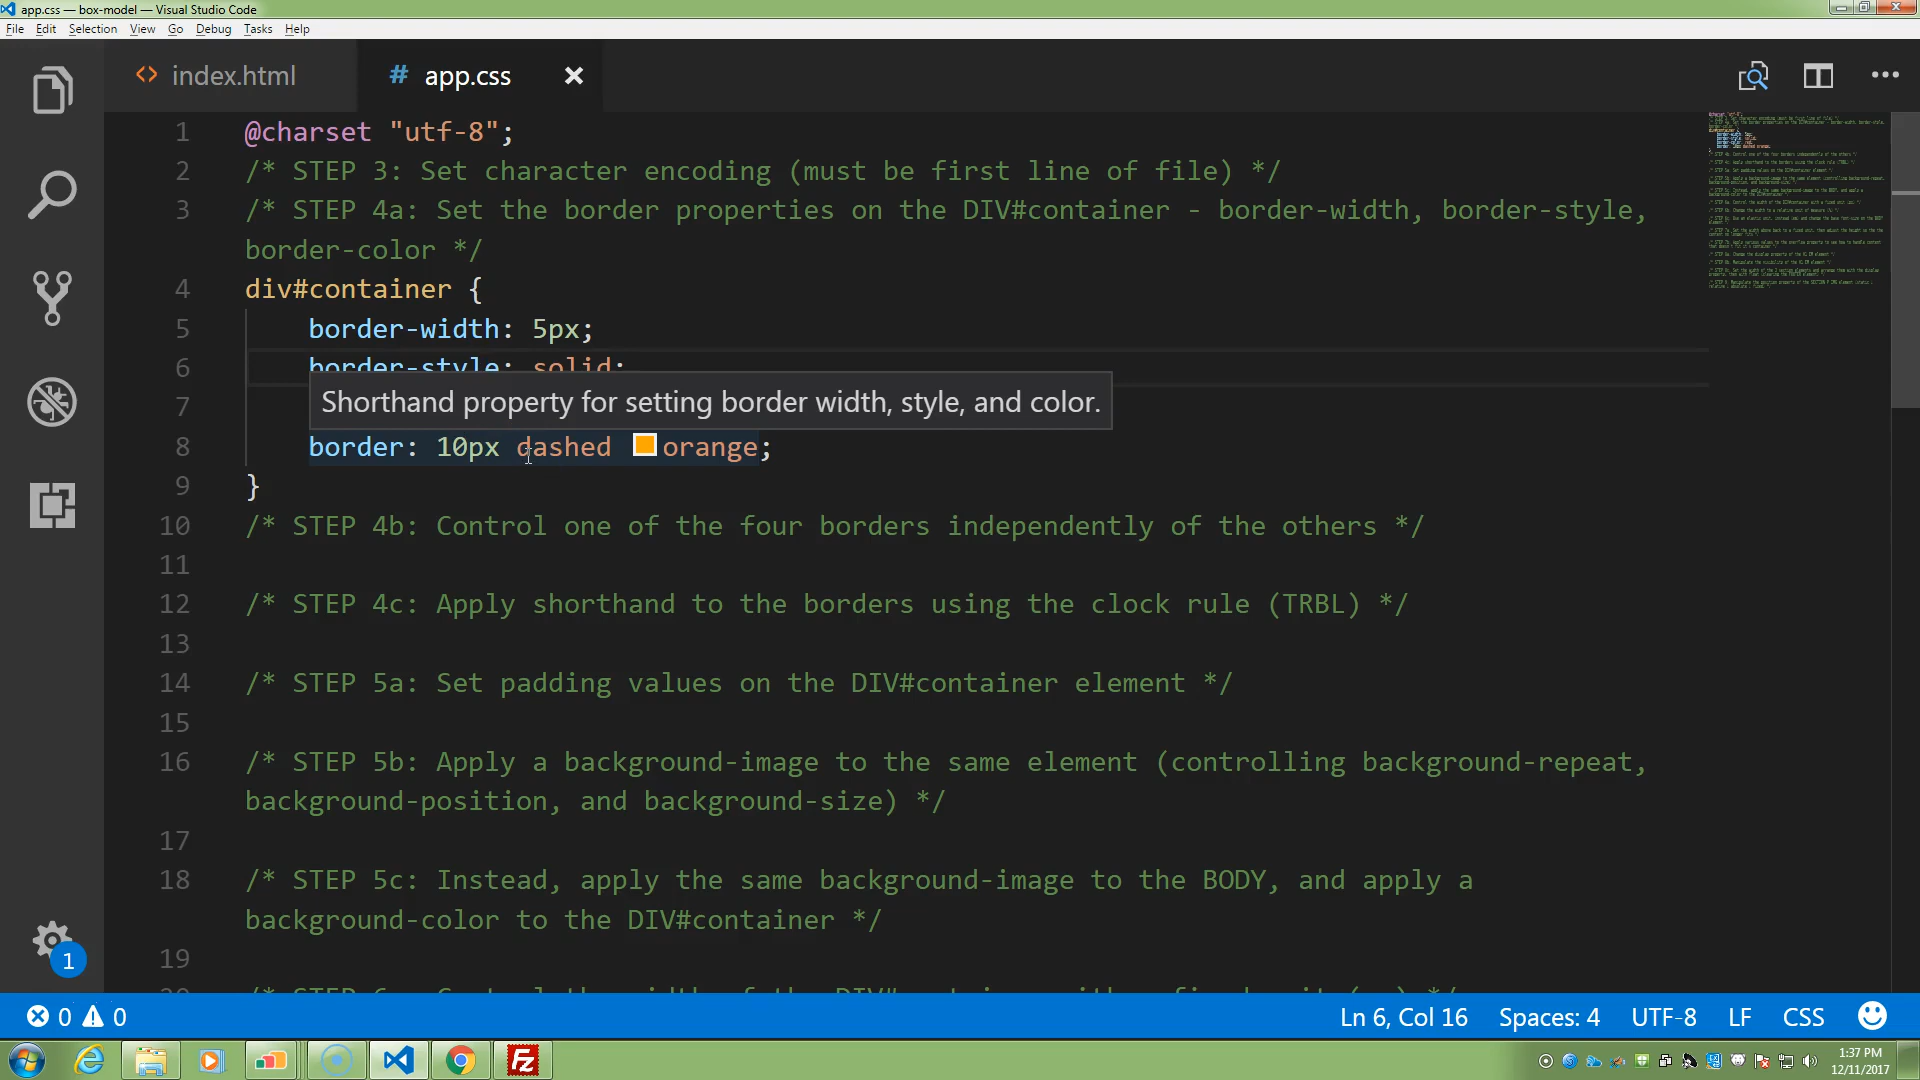 app.css — box-model — Visual Studio Code
File Edit Selection View Go Debug Tasks Help
index.html
# app.css
1 @charset "utf-8";
2 /* STEP 3: Set character encoding (must be first line of file) */
3 /* STEP 4a: Set the border properties on the DIV#container - border-width, border-style,
border-color */
4 div#container {
5 border-width: 5px;
6 border-style: solid;
Shorthand property for setting border width, style, and color.
7
8 border: 10px dashed orange;
9 }
10 /* STEP 4b: Control one of the four borders independently of the others */
11
12 /* STEP 4c: Apply shorthand to the borders using the clock rule (TRBL) */
13
14 /* STEP 5a: Set padding values on the DIV#container element */
15
16 /* STEP 5b: Apply a background-image to the same element (controlling background-repeat,
background-position, and background-size) */
17
18 /* STEP 5c: Instead, apply the same background-image to the BODY, and apply a
background-color to the DIV#container */
19
1
0 0
Ln 6, Col 16 Spaces: 4 UTF-8 LF CSS
1:37 PM
12/11/2017